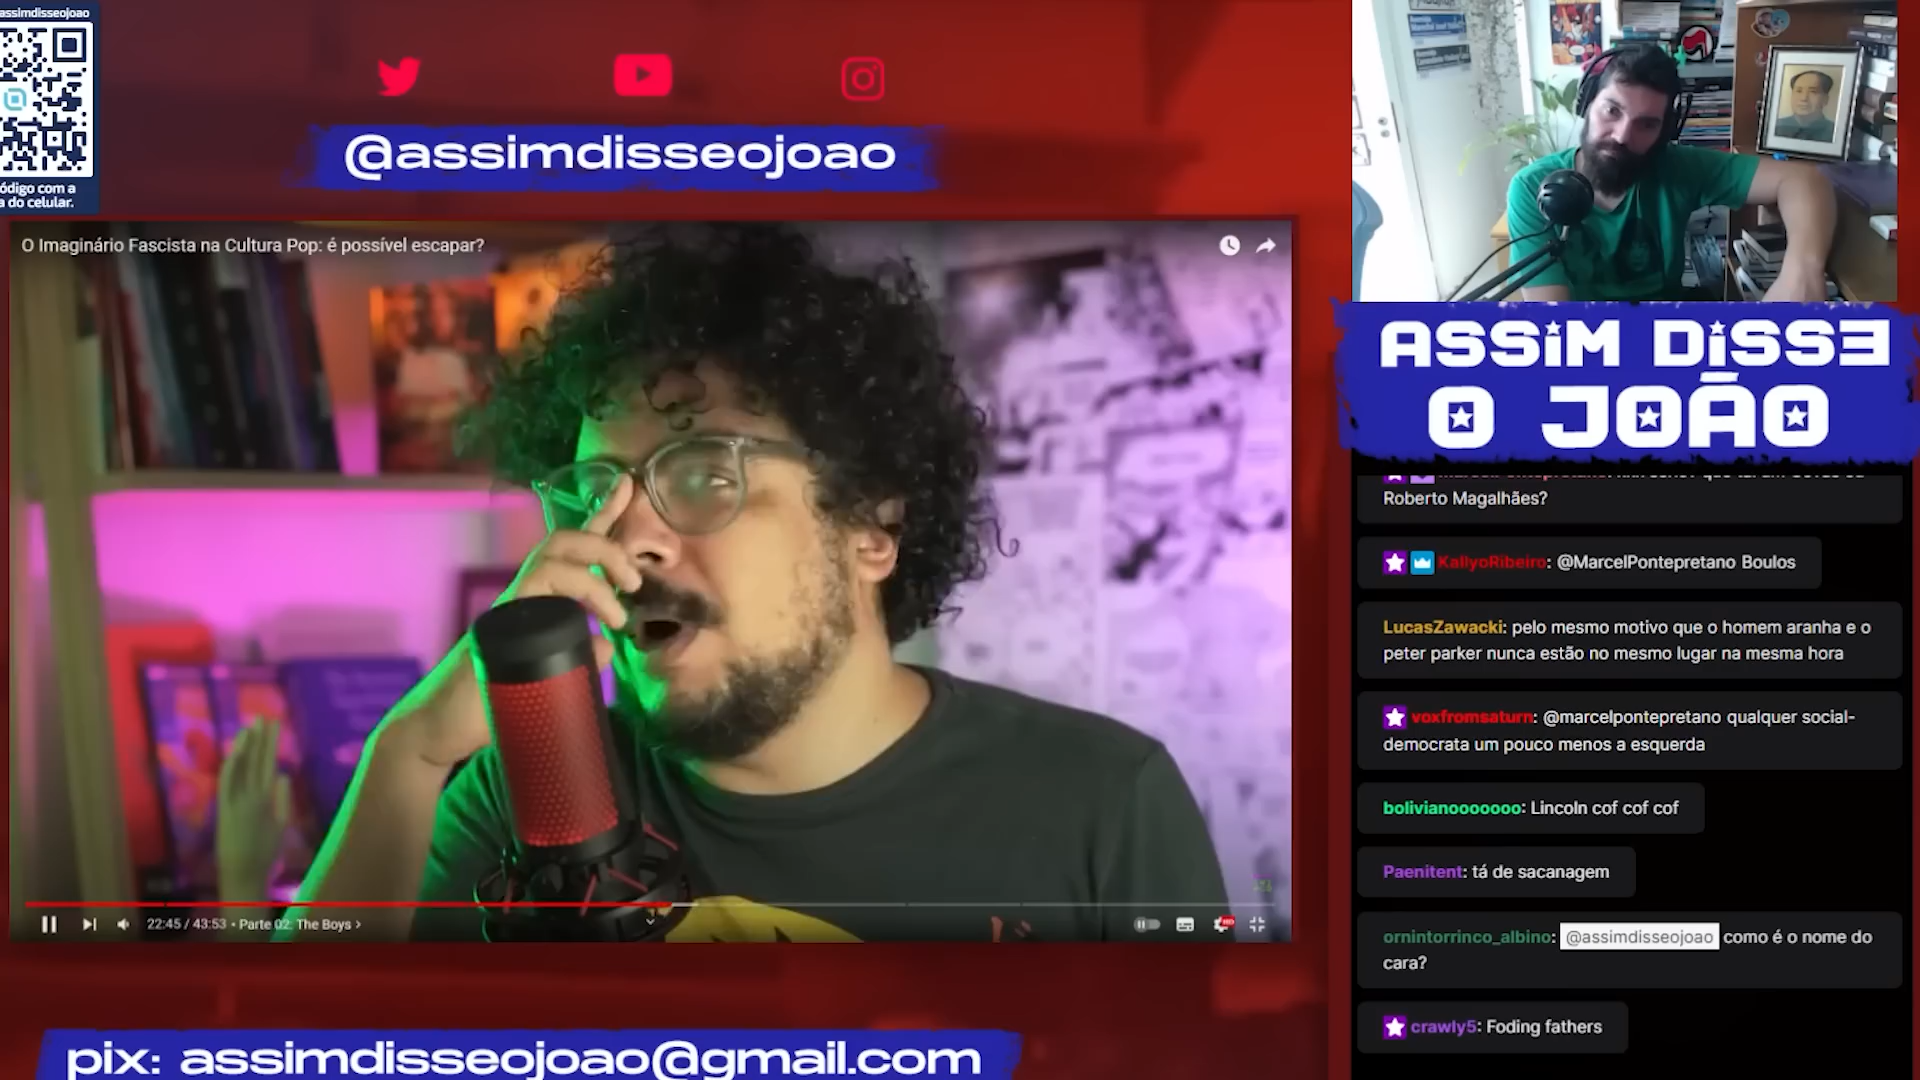 assimdisseojoao
ódigo com a
a do celular.
@assimdisseojoao
O Imaginário Fascista na Cultura Pop: é possível escapar?
22:45 / 43:53 • Parte 02: The Boys ›
pix: assimdisseojoao@gmail.com
ASSIM DISSE
O JOÃO
Roberto Magalhães?
KallyoRibeiro: @MarcelPontepretano Boulos
LucasZawacki: pelo mesmo motivo que o homem aranha e o
peter parker nunca estão no mesmo lugar na mesma hora
voxfromsaturn: @marcelpontepretano qualquer social-
democrata um pouco menos a esquerda
bolivianooooooo: Lincoln cof cof cof
Paenitent: tá de sacanagem
ornintorrinco_albino: @assimdisseojoao como é o nome do
cara?
crawly5: Foding fathers